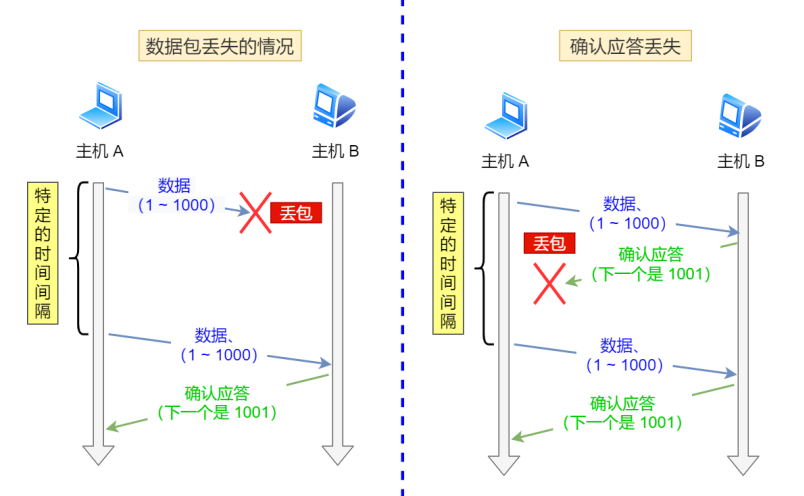 数据包丢失的情况
主机 A
主机 B
特定的时间间隔
数据
（1 ~ 1000）
丢包
数据、
（1 ~ 1000）
确认应答
（下一个是 1001）
确认应答丢失
主机 A
主机 B
特定的时间间隔
数据、
（1 ~ 1000）
丢包
确认应答
（下一个是 1001）
数据、
（1 ~ 1000）
确认应答
（下一个是 1001）